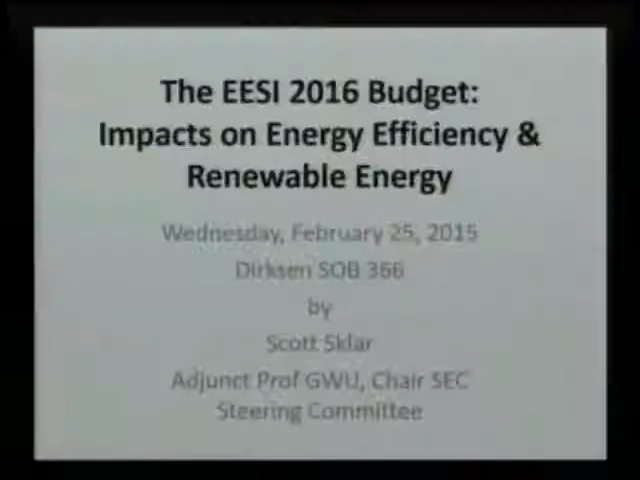 The EESI 2016 Budget:
Impacts on Energy Efficiency &
Renewable Energy
Wednesday, February 25, 2015
Dirksen SOB 366
by
Scott Sklar
Adjunct Prof GWU, Chair SEC
Steering Committee